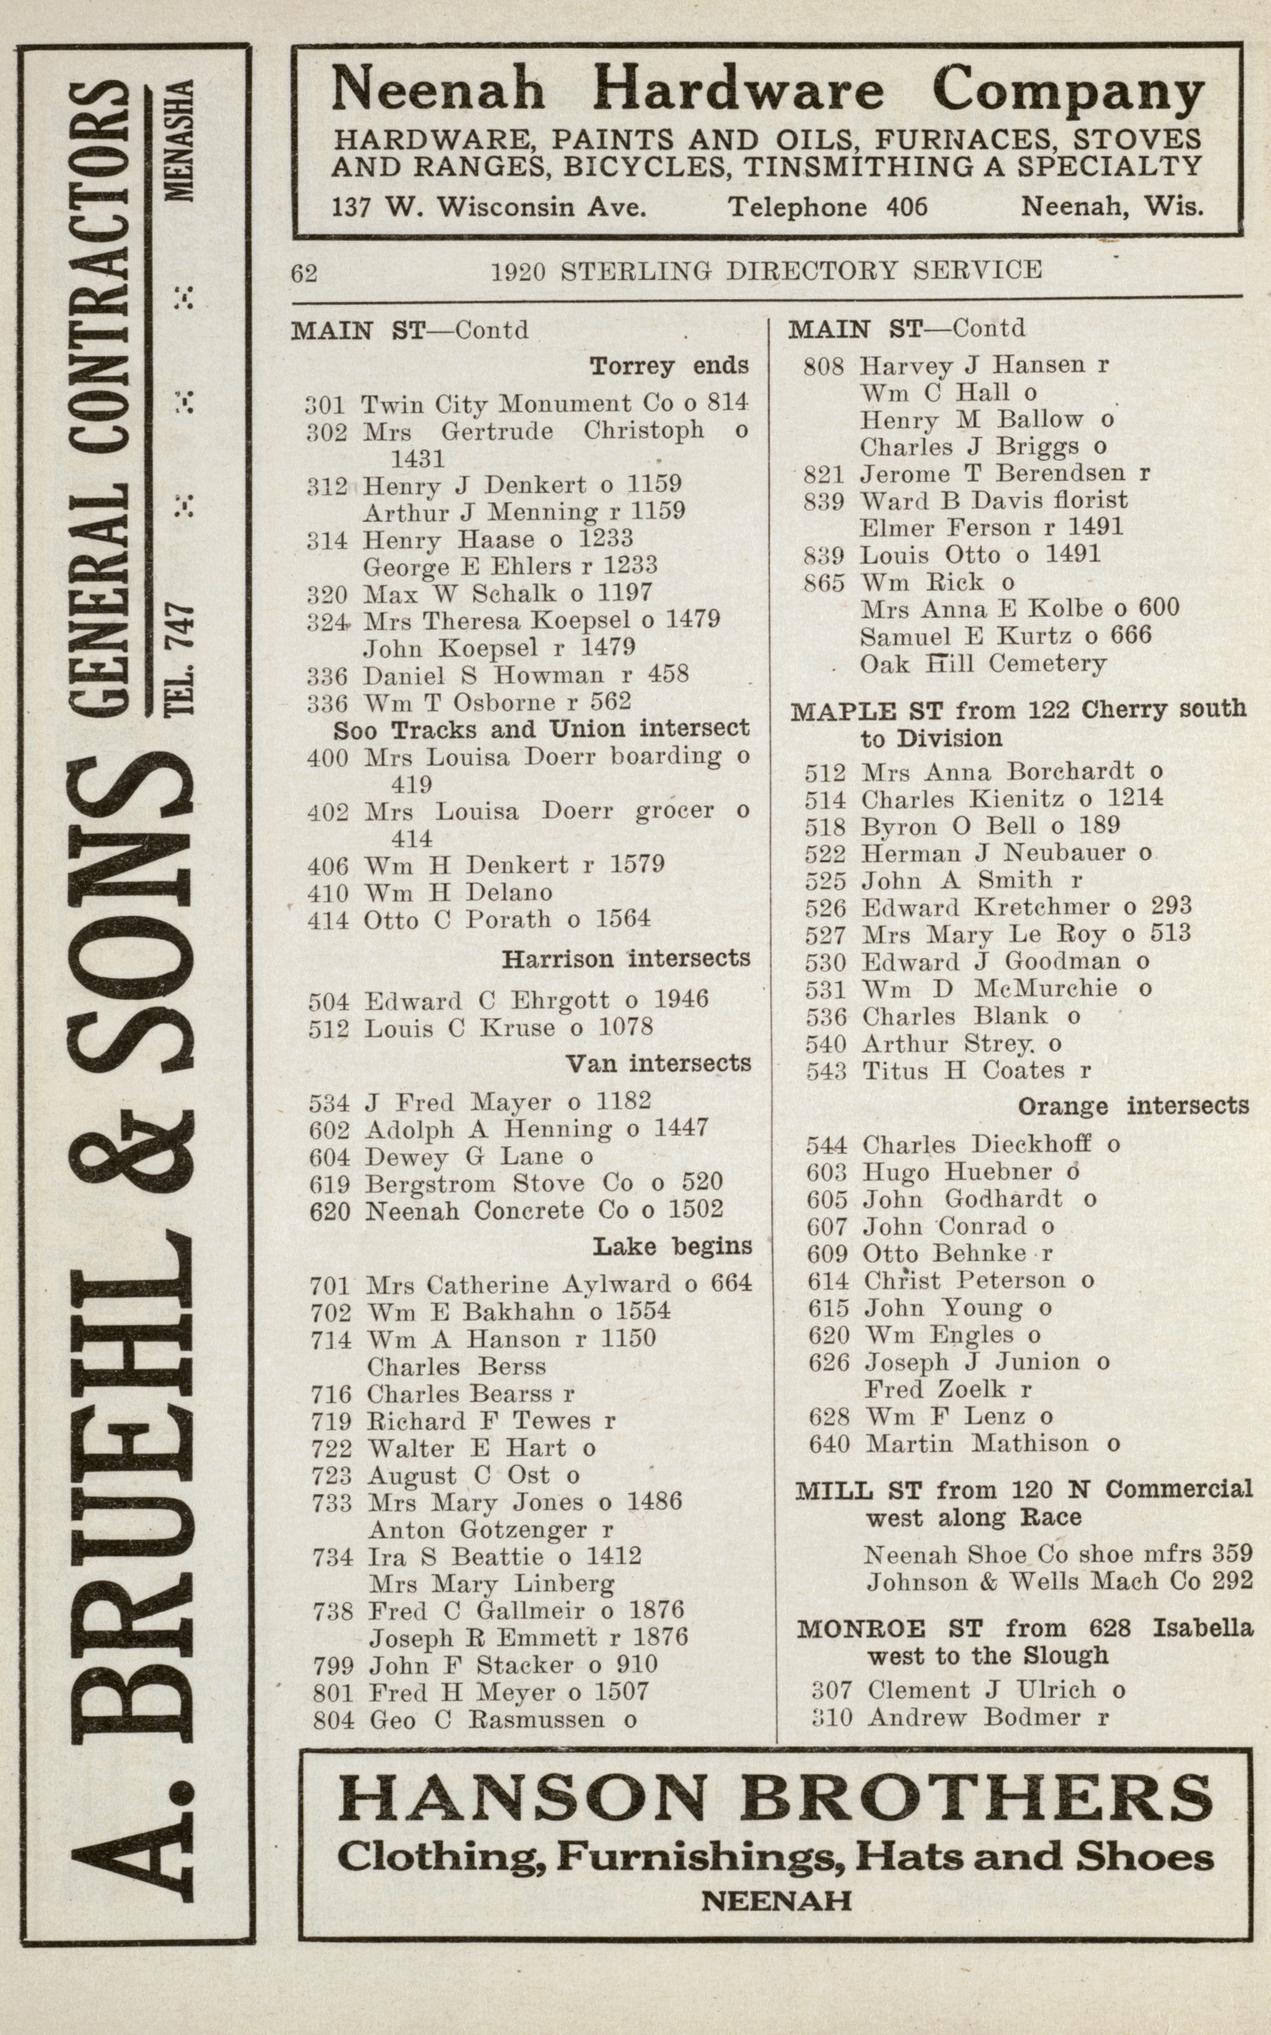 A. BRUEHL & SONS GENERAL CONTRACTORS
TEL. 747 MENASHA
Neenah Hardware Company
HARDWARE, PAINTS AND OILS, FURNACES, STOVES
AND RANGES, BICYCLES, TINSMITHING A SPECIALTY
137 W. Wisconsin Ave. Telephone 406 Neenah, Wis.
62 1920 STERLING DIRECTORY SERVICE
MAIN ST—Contd
Torrey ends
301 Twin City Monument Co o 814
302 Mrs Gertrude Christoph o
1431
312 Henry J Denkert o 1159
Arthur J Menning r 1159
314 Henry Haase o 1233
George E Ehlers r 1233
320 Max W Schalk o 1197
324 Mrs Theresa Koepsel o 1479
John Koepsel r 1479
336 Daniel S Howman r 458
336 Wm T Osborne r 562
Soo Tracks and Union intersect
400 Mrs Louisa Doerr boarding o
419
402 Mrs Louisa Doerr grocer o
414
406 Wm H Denkert r 1579
410 Wm H Delano
414 Otto C Porath o 1564
Harrison intersects
504 Edward C Ehrgott o 1946
512 Louis C Kruse o 1078
Van intersects
534 J Fred Mayer o 1182
602 Adolph A Henning o 1447
604 Dewey G Lane o
619 Bergstrom Stove Co o 520
620 Neenah Concrete Co o 1502
Lake begins
701 Mrs Catherine Aylward o 664
702 Wm E Bakhahn o 1554
714 Wm A Hanson r 1150
Charles Berss
716 Charles Bearss r
719 Richard F Tewes r
722 Walter E Hart o
723 August C Ost o
733 Mrs Mary Jones o 1486
Anton Gotzenger r
734 Ira S Beattie o 1412
Mrs Mary Linberg
738 Fred C Gallmeir o 1876
Joseph R Emmett r 1876
799 John F Stacker o 910
801 Fred H Meyer o 1507
804 Geo C Rasmussen o
MAIN ST—Contd
808 Harvey J Hansen r
Wm C Hall o
Henry M Ballow o
Charles J Briggs o
821 Jerome T Berendsen r
839 Ward B Davis florist
Elmer Ferson r 1491
839 Louis Otto o 1491
865 Wm Rick o
Mrs Anna E Kolbe o 600
Samuel E Kurtz o 666
Oak Hill Cemetery
MAPLE ST from 122 Cherry south
to Division
512 Mrs Anna Borchardt o
514 Charles Kienitz o 1214
518 Byron O Bell o 189
522 Herman J Neubauer o
525 John A Smith r
526 Edward Kretchmer o 293
527 Mrs Mary Le Roy o 513
530 Edward J Goodman o
531 Wm D McMurchie o
536 Charles Blank o
540 Arthur Strey. o
543 Titus H Coates r
Orange intersects
544 Charles Dieckhoff o
603 Hugo Huebner o
605 John Godhardt o
607 John Conrad o
609 Otto Behnke r
614 Christ Peterson o
615 John Young o
620 Wm Engles o
626 Joseph J Junion o
Fred Zoelk r
628 Wm F Lenz o
640 Martin Mathison o
MILL ST from 120 N Commercial
west along Race
Neenah Shoe Co shoe mfrs 359
Johnson & Wells Mach Co 292
MONROE ST from 628 Isabella
west to the Slough
307 Clement J Ulrich o
310 Andrew Bodmer r
HANSON BROTHERS
Clothing, Furnishings, Hats and Shoes
NEENAH